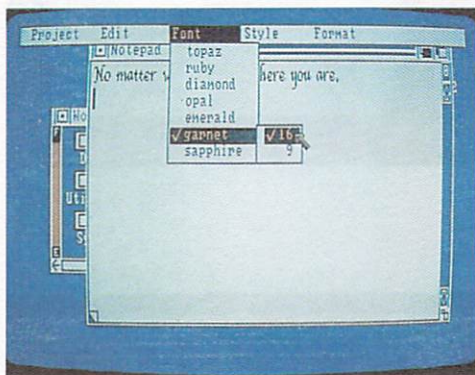 Project Edit Font Style Format
Notepad
topaz
No matter
here you are,
ruby
diamond
opal
emerald
✓ garnet ✓ 16
sapphire 9